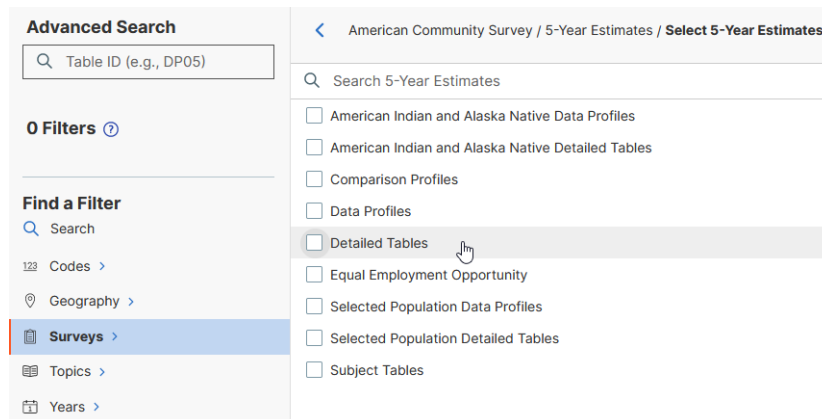 Advanced Search
Table ID (e.g., DP05)
0 Filters ?
Find a Filter
Search
123 Codes >
Geography >
Surveys >
Topics >
1 Years >
< American Community Survey / 5-Year Estimates / Select 5-Year Estimates
Search 5-Year Estimates
American Indian and Alaska Native Data Profiles
American Indian and Alaska Native Detailed Tables
Comparison Profiles
Data Profiles
Detailed Tables
Equal Employment Opportunity
Selected Population Data Profiles
Selected Population Detailed Tables
Subject Tables